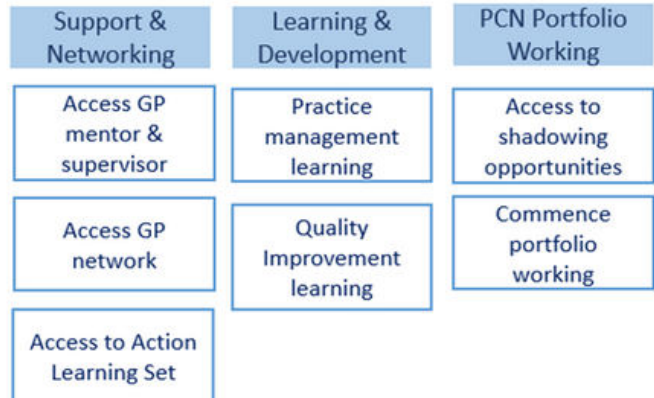 Support &
Networking
Access GP
mentor &
supervisor
Access GP
network
Access to Action
Learning Set
Learning &
Development
Practice
management
learning
Quality
Improvement
learning
PCN Portfolio
Working
Access to
shadowing
opportunities
Commence
portfolio
working